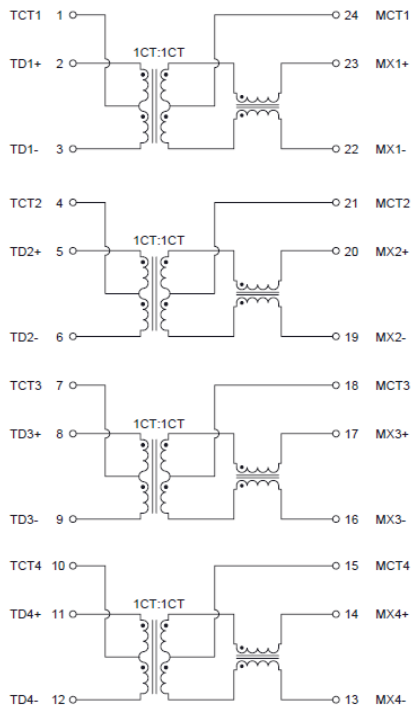 TCT1 1 24 MCT1
1CT:1CT
TD1+ 2 23 MX1+
TD1- 3 22 MX1-
TCT2 4 21 MCT2
1CT:1CT
TD2+ 5 20 MX2+
TD2- 6 19 MX2-
TCT3 7 18 MCT3
1CT:1CT
TD3+ 8 17 MX3+
TD3- 9 16 MX3-
TCT4 10 15 MCT4
1CT:1CT
TD4+ 11 14 MX4+
TD4- 12 13 MX4-